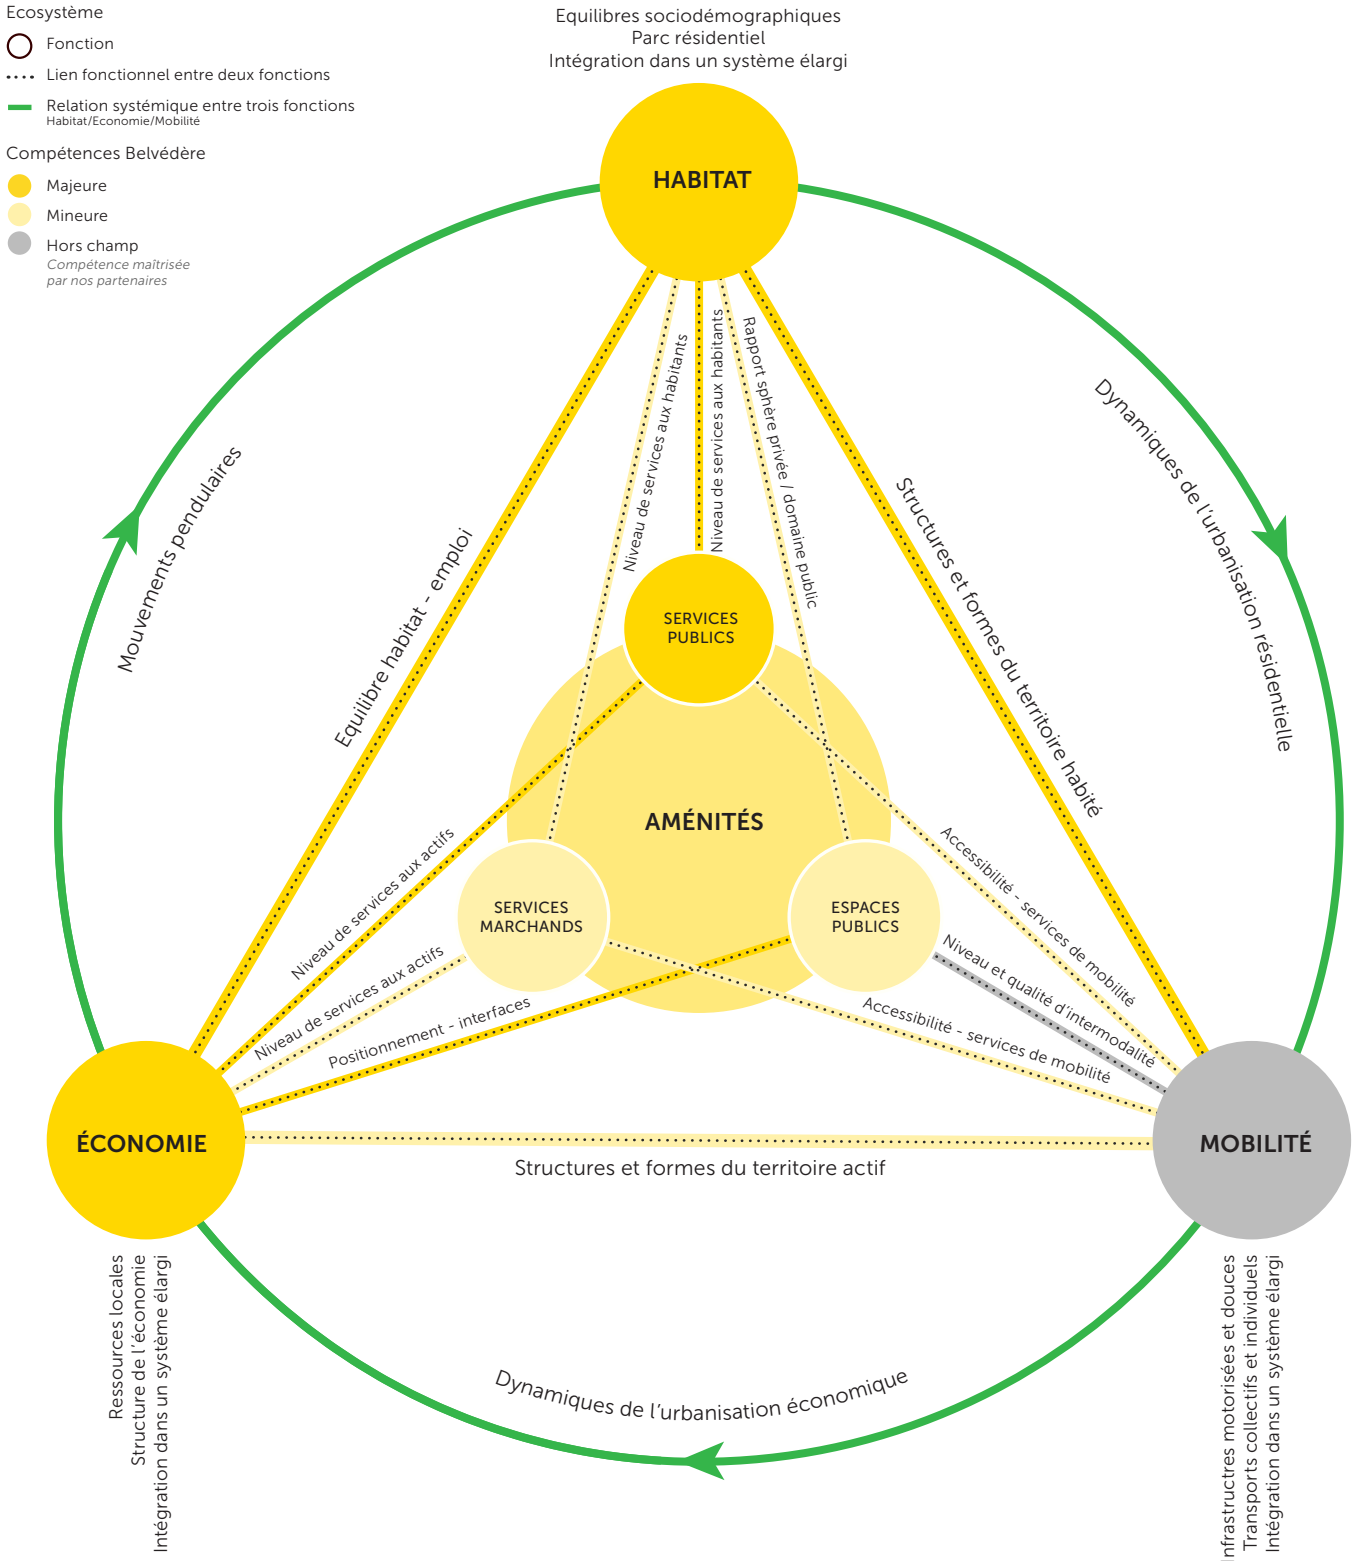 Ecosystème
Fonction
Lien fonctionnel entre deux fonctions
Relation systémique entre trois fonctions
Habitat/Economie/Mobilité
Compétences Belvédère
Majeure
Mineure
Hors champ
Compétence maîtrisée
par nos partenaires
Equilibres sociodémographiques
Parc résidentiel
Intégration dans un système élargi
HABITAT
Mouvements pendulaires
Equilibre habitat - emploi
Niveau de services aux habitants
Niveau de services aux habitants
Rapport sphère privée / domaine public
Structures et formes du territoire habité
Dynamiques de l'urbanisation résidentielle
SERVICES
PUBLICS
AMÉNITÉS
SERVICES
MARCHANDS
ESPACES
PUBLICS
Niveau de services aux actifs
Niveau de services aux actifs
Positionnement - interfaces
Accessibilité - services de mobilité
Niveau et qualité d'intermodalité
Accessibilité - services de mobilité
ÉCONOMIE
MOBILITÉ
Structures et formes du territoire actif
Ressources locales
Structure de l'économie
Intégration dans un système élargi
Dynamiques de l'urbanisation économique
Infrastructres motorisées et douces
Transports collectifs et individuels
Intégration dans un système élargi